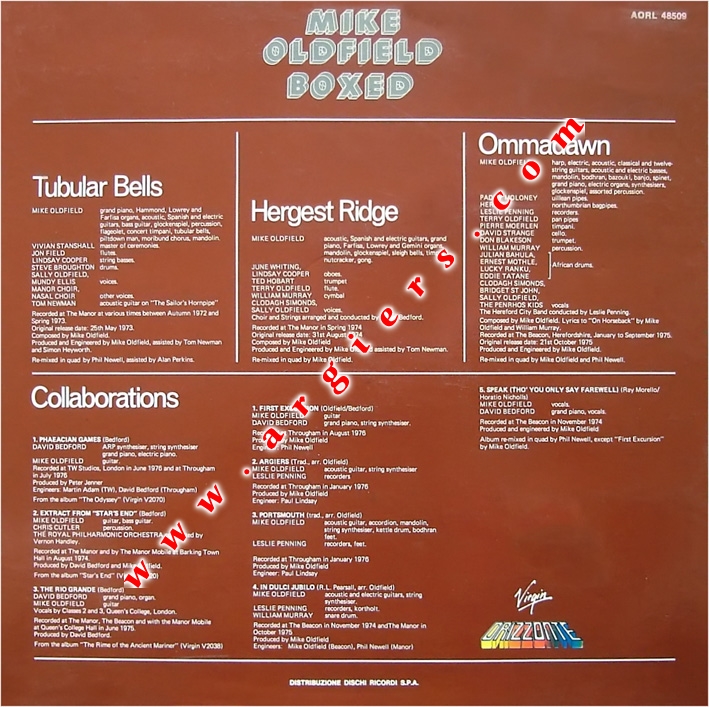 AORL 48509
MIKE
OLDFIELD
BOXED
Tubular Bells
MIKE OLDFIELD grand piano, Hammond, Lowrey and
Farfisa organs, acoustic, Spanish and electric
guitars, bass guitar, glockenspiel, percussion,
flageolet, concert timpani, tubular bells,
piltdown man, moribund chorus, mandolin.
VIVIAN STANSHALL master of ceremonies.
JON FIELD flutes.
LINDSAY COOPER string basses.
STEVE BROUGHTON drums.
SALLY OLDFIELD,
MUNDY ELLIS voices.
MANOR CHOIR,
NASAL CHOIR other voices.
TOM NEWMAN acoustic guitar on "The Sailor's Hornpipe"
Recorded at The Manor at various times between Autumn 1972 and
Spring 1973.
Original release date: 25th May 1973.
Composed by Mike Oldfield.
Produced and Engineered by Mike Oldfield, assisted by Tom Newman
and Simon Heyworth.
Re-mixed in quad by Phil Newell, assisted by Alan Perkins.
Hergest Ridge
MIKE OLDFIELD acoustic, Spanish and electric guitars, grand
piano, Farfisa, Lowrey and Gemini organs,
mandolin, glockenspiel, sleigh bells, tim
nutcracker, gong.
JUNE WHITING,
LINDSAY COOPER oboes.
TED HOBART trumpet
TERRY OLDFIELD flute.
WILLIAM MURRAY cymbal
CLODAGH SIMONDS,
SALLY OLDFIELD voices.
Choir and Strings arranged and conducted by Bedford.
Recorded at The Manor in Spring 1974
Original release date: 31st August 1974
Composed by Mike Oldfield
Produced and Engineered by Mike Oldfield assisted by Tom Newman.
Re-mixed in quad by Mike Oldfield.
Ommadawn
MIKE OLDFIELD harp, electric, acoustic, classical and twelve-
string guitars, acoustic and electric basses,
mandolin, bodhran, bazouki, banjo, spinet,
grand piano, electric organs, synthesisers,
glockenspiel, assorted percussion.
PADDY MOLONEY uillean pipes.
northumbrian bagpipes.
LESLIE PENNING recorders.
TERRY OLDFIELD pan pipes
PIERRE MOERLEN timpani.
DAVID STRANGE cello.
DON BLAKESON trumpet.
WILLIAM MURRAY percussion.
JULIAN BAHULA,
ERNEST MOTHLE,
LUCKY RANKU,
EDDIE TATANE African drums.
CLODAGH SIMONDS,
BRIDGET ST JOHN,
SALLY OLDFIELD,
THE PENRHOS KIDS vocals
The Hereford City Band conducted by Leslie Penning.
Composed by Mike Oldfield. Lyrics to "On Horseback" by Mike Oldfield
and William Murray.
Recorded at The Beacon, Herefordshire, January to September 1975.
Original release date: 21st October 1975
Produced and Engineered by Mike Oldfield.
Re-mixed in quad by Mike Oldfield and Phil Newell.
Collaborations
1. PHAEACIAN GAMES (Bedford)
DAVID BEDFORD ARP synthesiser, string synthesiser
grand piano, electric piano.
MIKE OLDFIELD guitar.
Recorded at TW Studios, London in June 1976 and at Througham
in July 1976
Produced by Peter Jenner
Engineers: Martin Adam (TW), David Bedford (Througham)
From the album "The Odyssey" (Virgin V2070)
2. EXTRACT FROM "STAR'S END" (Bedford)
MIKE OLDFIELD guitar, bass guitar.
CHRIS CUTLER percussion.
THE ROYAL PHILHARMONIC ORCHESTRA by
Vernon Handley.
Recorded at The Manor and by The Manor Mobile at Barking Town
Hall in August 1974.
Produced by David Bedford and Mike
From the album "Star's End"
3. THE RIO GRANDE (Bedford)
DAVID BEDFORD grand piano, organ.
MIKE OLDFIELD guitar.
Vocals by Classes 2 and 3, Queen's College, London.
Recorded at The Manor, The Beacon and with the Manor Mobile
at Queen's College Hall in June 1975.
Produced by David Bedford.
From the album "The Rime of the Ancient Mariner" (Virgin V2038)
1. FIRST EXCURSION (Oldfield/Bedford)
MIKE OLDFIELD guitar
DAVID BEDFORD grand piano, string synthesiser.
Recorded by Througham in August 1976
Produced by Mike Oldfield
Phil Newell
2. ARGIERS (Trad., arr. Oldfield)
MIKE OLDFIELD acoustic guitar, string synthesiser
LESLIE PENNING recorders
Recorded at Througham in January 1976
Produced by Mike Oldfield
Engineer: Paul Lindsay
3. PORTSMOUTH (trad., arr. Oldfield)
MIKE OLDFIELD acoustic guitar, accordion, mandolin,
string synthesiser, kettle drum, bodhran
feet.
LESLIE PENNING recorders, feet.
Recorded at Througham in January 1976
Produced by Mike Oldfield
Engineer: Paul Lindsay
4. IN DULCI JUBILO (R.L. Pearsall, arr. Oldfield)
MIKE OLDFIELD acoustic and electric guitars, string
synthesiser,
LESLIE PENNING recorders, kortholt.
WILLIAM MURRAY snare drum.
Recorded at The Beacon in November 1974 and The Manor in
October 1975
Produced by Mike Oldfield
Engineers: Mike Oldfield (Beacon), Phil Newell (Manor)
5. SPEAK (THO' YOU ONLY SAY FAREWELL) (Ray Morello/
Horatio Nicholls)
MIKE OLDFIELD vocals.
DAVID BEDFORD grand piano, vocals.
Recorded at The Beacon in November 1974
Produced and engineered by Mike Oldfield
Album re-mixed in quad by Phil Newell, except "First Excursion"
by Mike Oldfield.
Virgin
ORIZZONTE
DISTRIBUZIONE DISCHI RICORDI S.P.A.
www.argiers.com